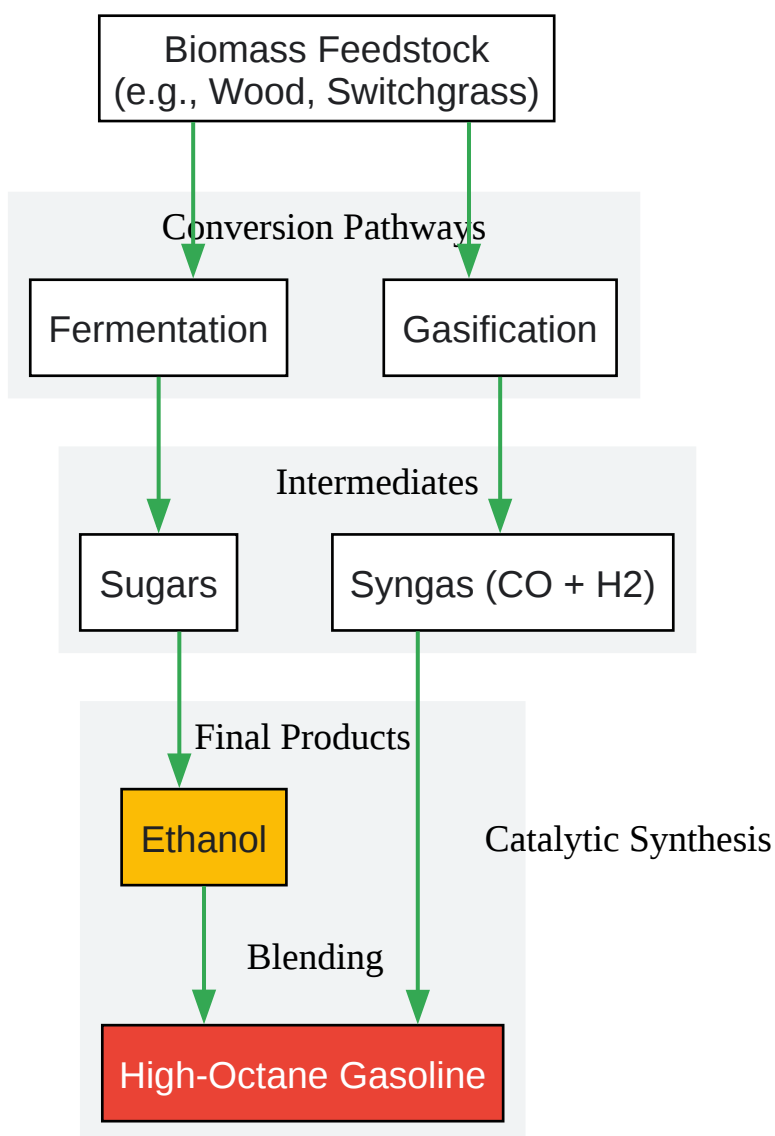 Biomass Feedstock
(e.g., Wood, Switchgrass)
Conversion Pathways
Fermentation
Gasification
Intermediates
Sugars
Syngas (CO + H2)
Final Products
Ethanol
Catalytic Synthesis
Blending
High-Octane Gasoline